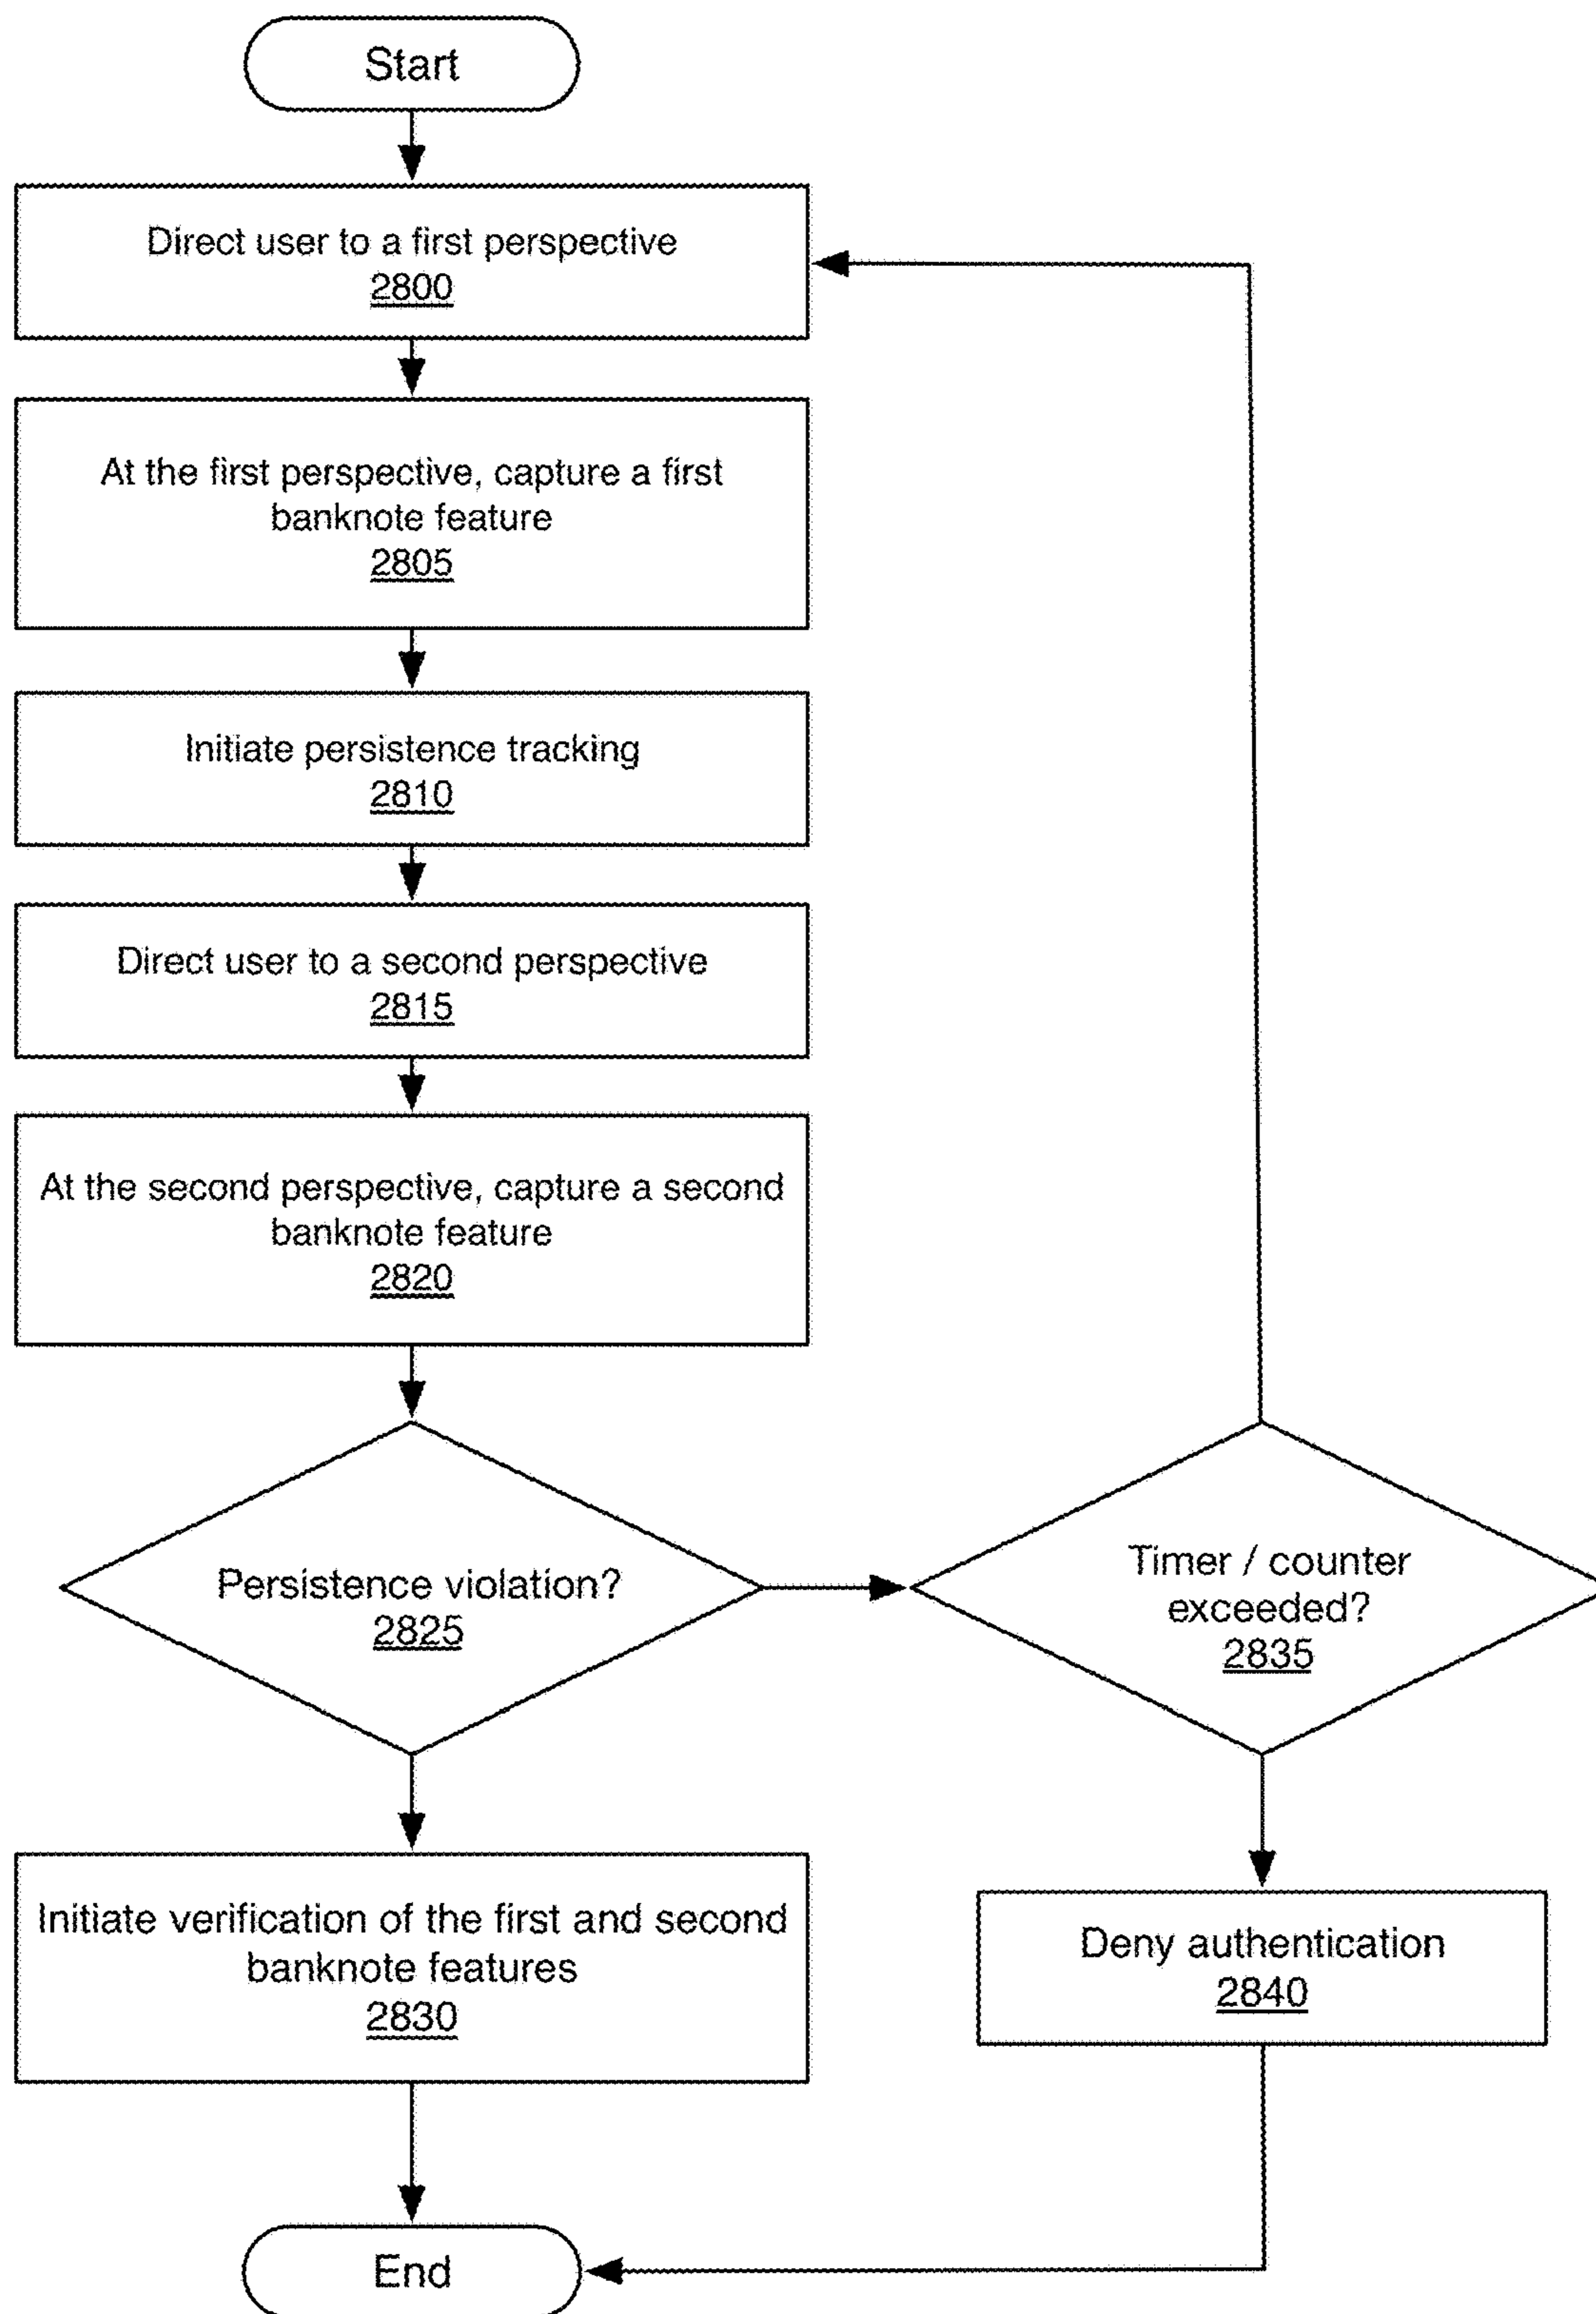 Start
Direct user to a first perspective
2800
At the first perspective, capture a first
banknote feature
2805
Initiate persistence tracking
2810
Direct user to a second perspective
2815
At the second perspective, capture a second
banknote feature
2820
Persistence violation?
2825
Timer / counter
exceeded?
2835
Initiate verification of the first and second
banknote features
2830
Deny authentication
2840
End